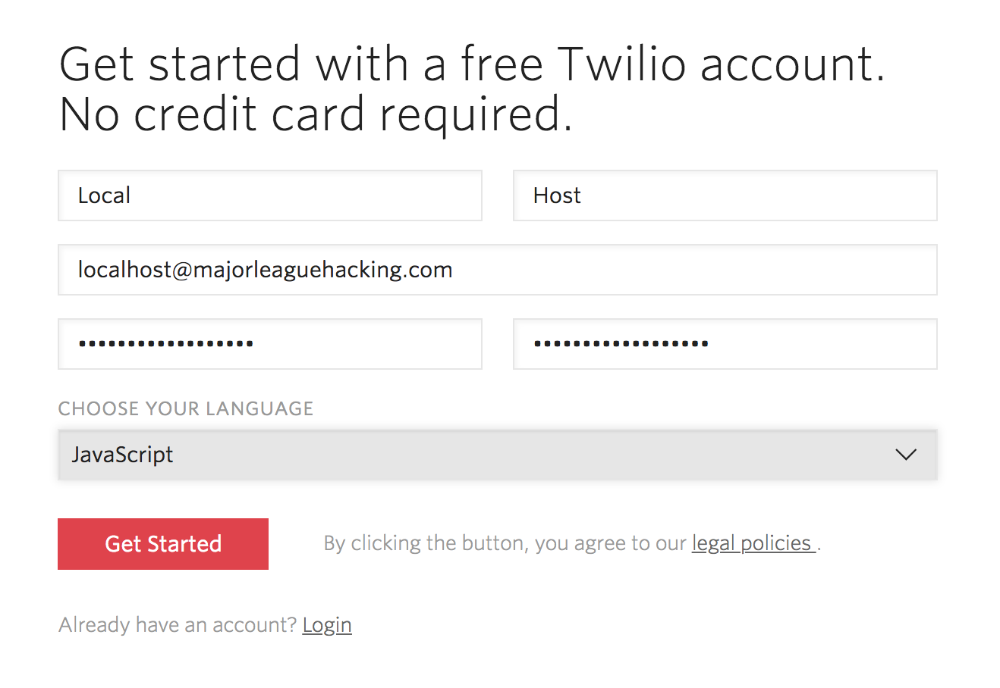 Get started with a free Twilio account.
No credit card required.
Local
Host
localhost@majorleaguehacking.com
••••••••••••••••••
••••••••••••••••••
CHOOSE YOUR LANGUAGE
JavaScript
Get Started
By clicking the button, you agree to our legal policies .
Already have an account? Login